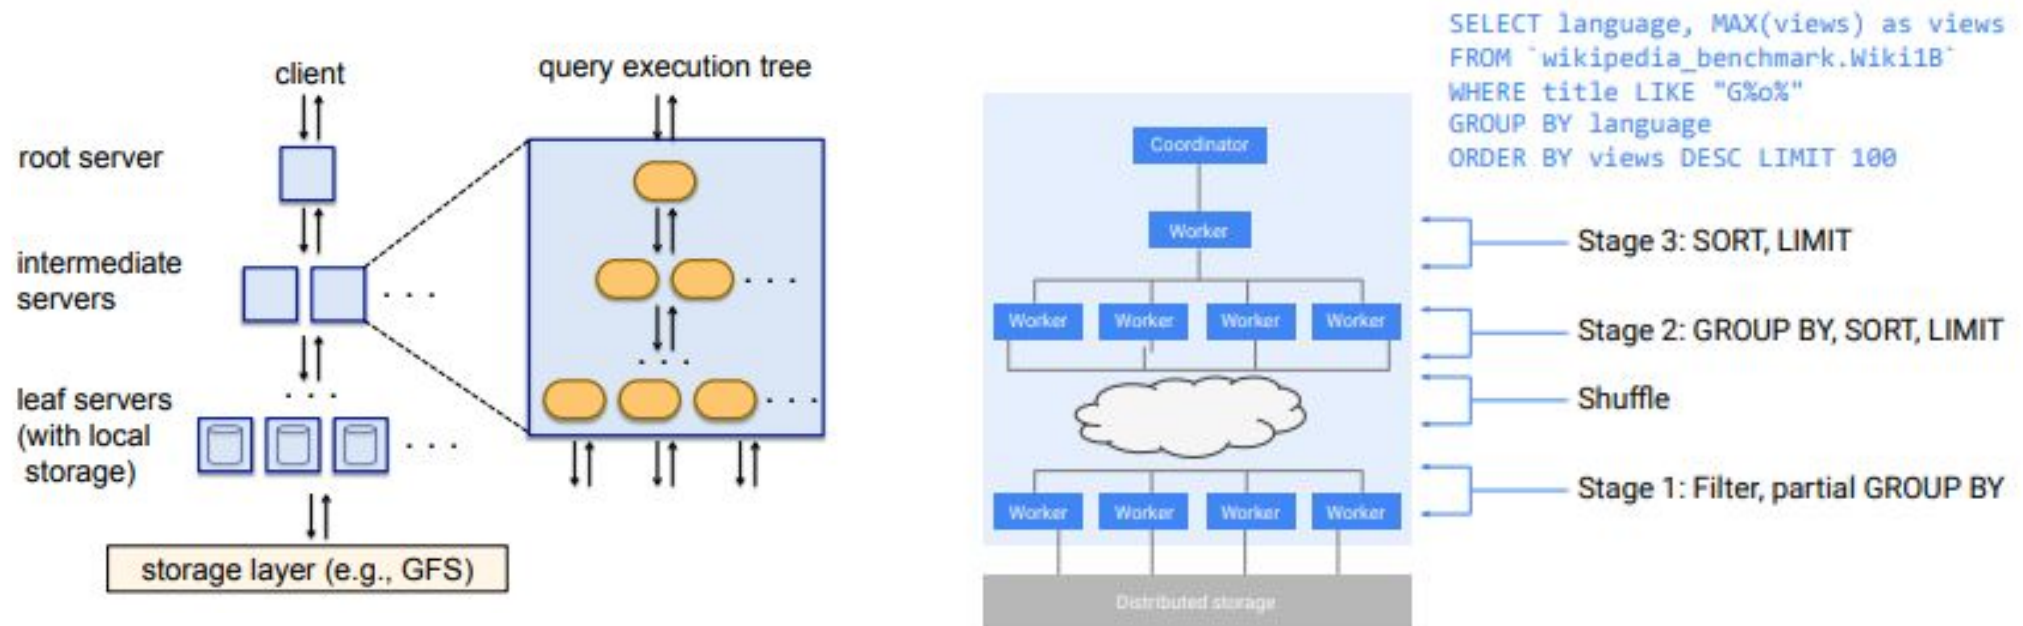 client
query execution tree
root server
intermediate
servers
leaf servers
(with local
storage)
storage layer (e.g., GFS)
SELECT language, MAX(views) as views
FROM `wikipedia_benchmark.Wiki1B`
WHERE title LIKE "G%o%"
GROUP BY language
ORDER BY views DESC LIMIT 100
Coordinator
Worker
Stage 3: SORT, LIMIT
Worker Worker Worker Worker
Stage 2: GROUP BY, SORT, LIMIT
Shuffle
Worker Worker Worker Worker
Stage 1: Filter, partial GROUP BY
Distributed storage